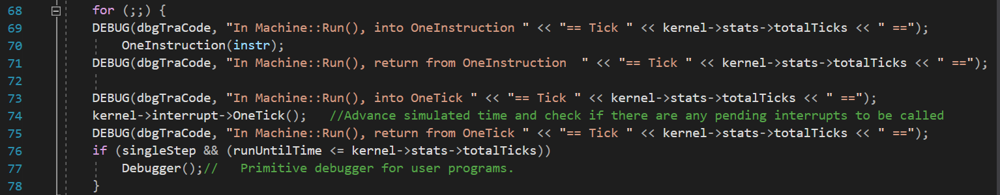 68 for (;;) {
69 DEBUG(dbgTraCode, "In Machine::Run(), into OneInstruction " << "== Tick " << kernel->stats->totalTicks << " ==");
70 OneInstruction(instr);
71 DEBUG(dbgTraCode, "In Machine::Run(), return from OneInstruction  " << "== Tick " << kernel->stats->totalTicks << " ==");
72
73 DEBUG(dbgTraCode, "In Machine::Run(), into OneTick " << "== Tick " << kernel->stats->totalTicks << " ==");
74 kernel->interrupt->OneTick();   //Advance simulated time and check if there are any pending interrupts to be called
75 DEBUG(dbgTraCode, "In Machine::Run(), return from OneTick " << "== Tick " << kernel->stats->totalTicks << " ==");
76 if (singleStep && (runUntilTime <= kernel->stats->totalTicks))
77 Debugger();//   Primitive debugger for user programs.
78 }